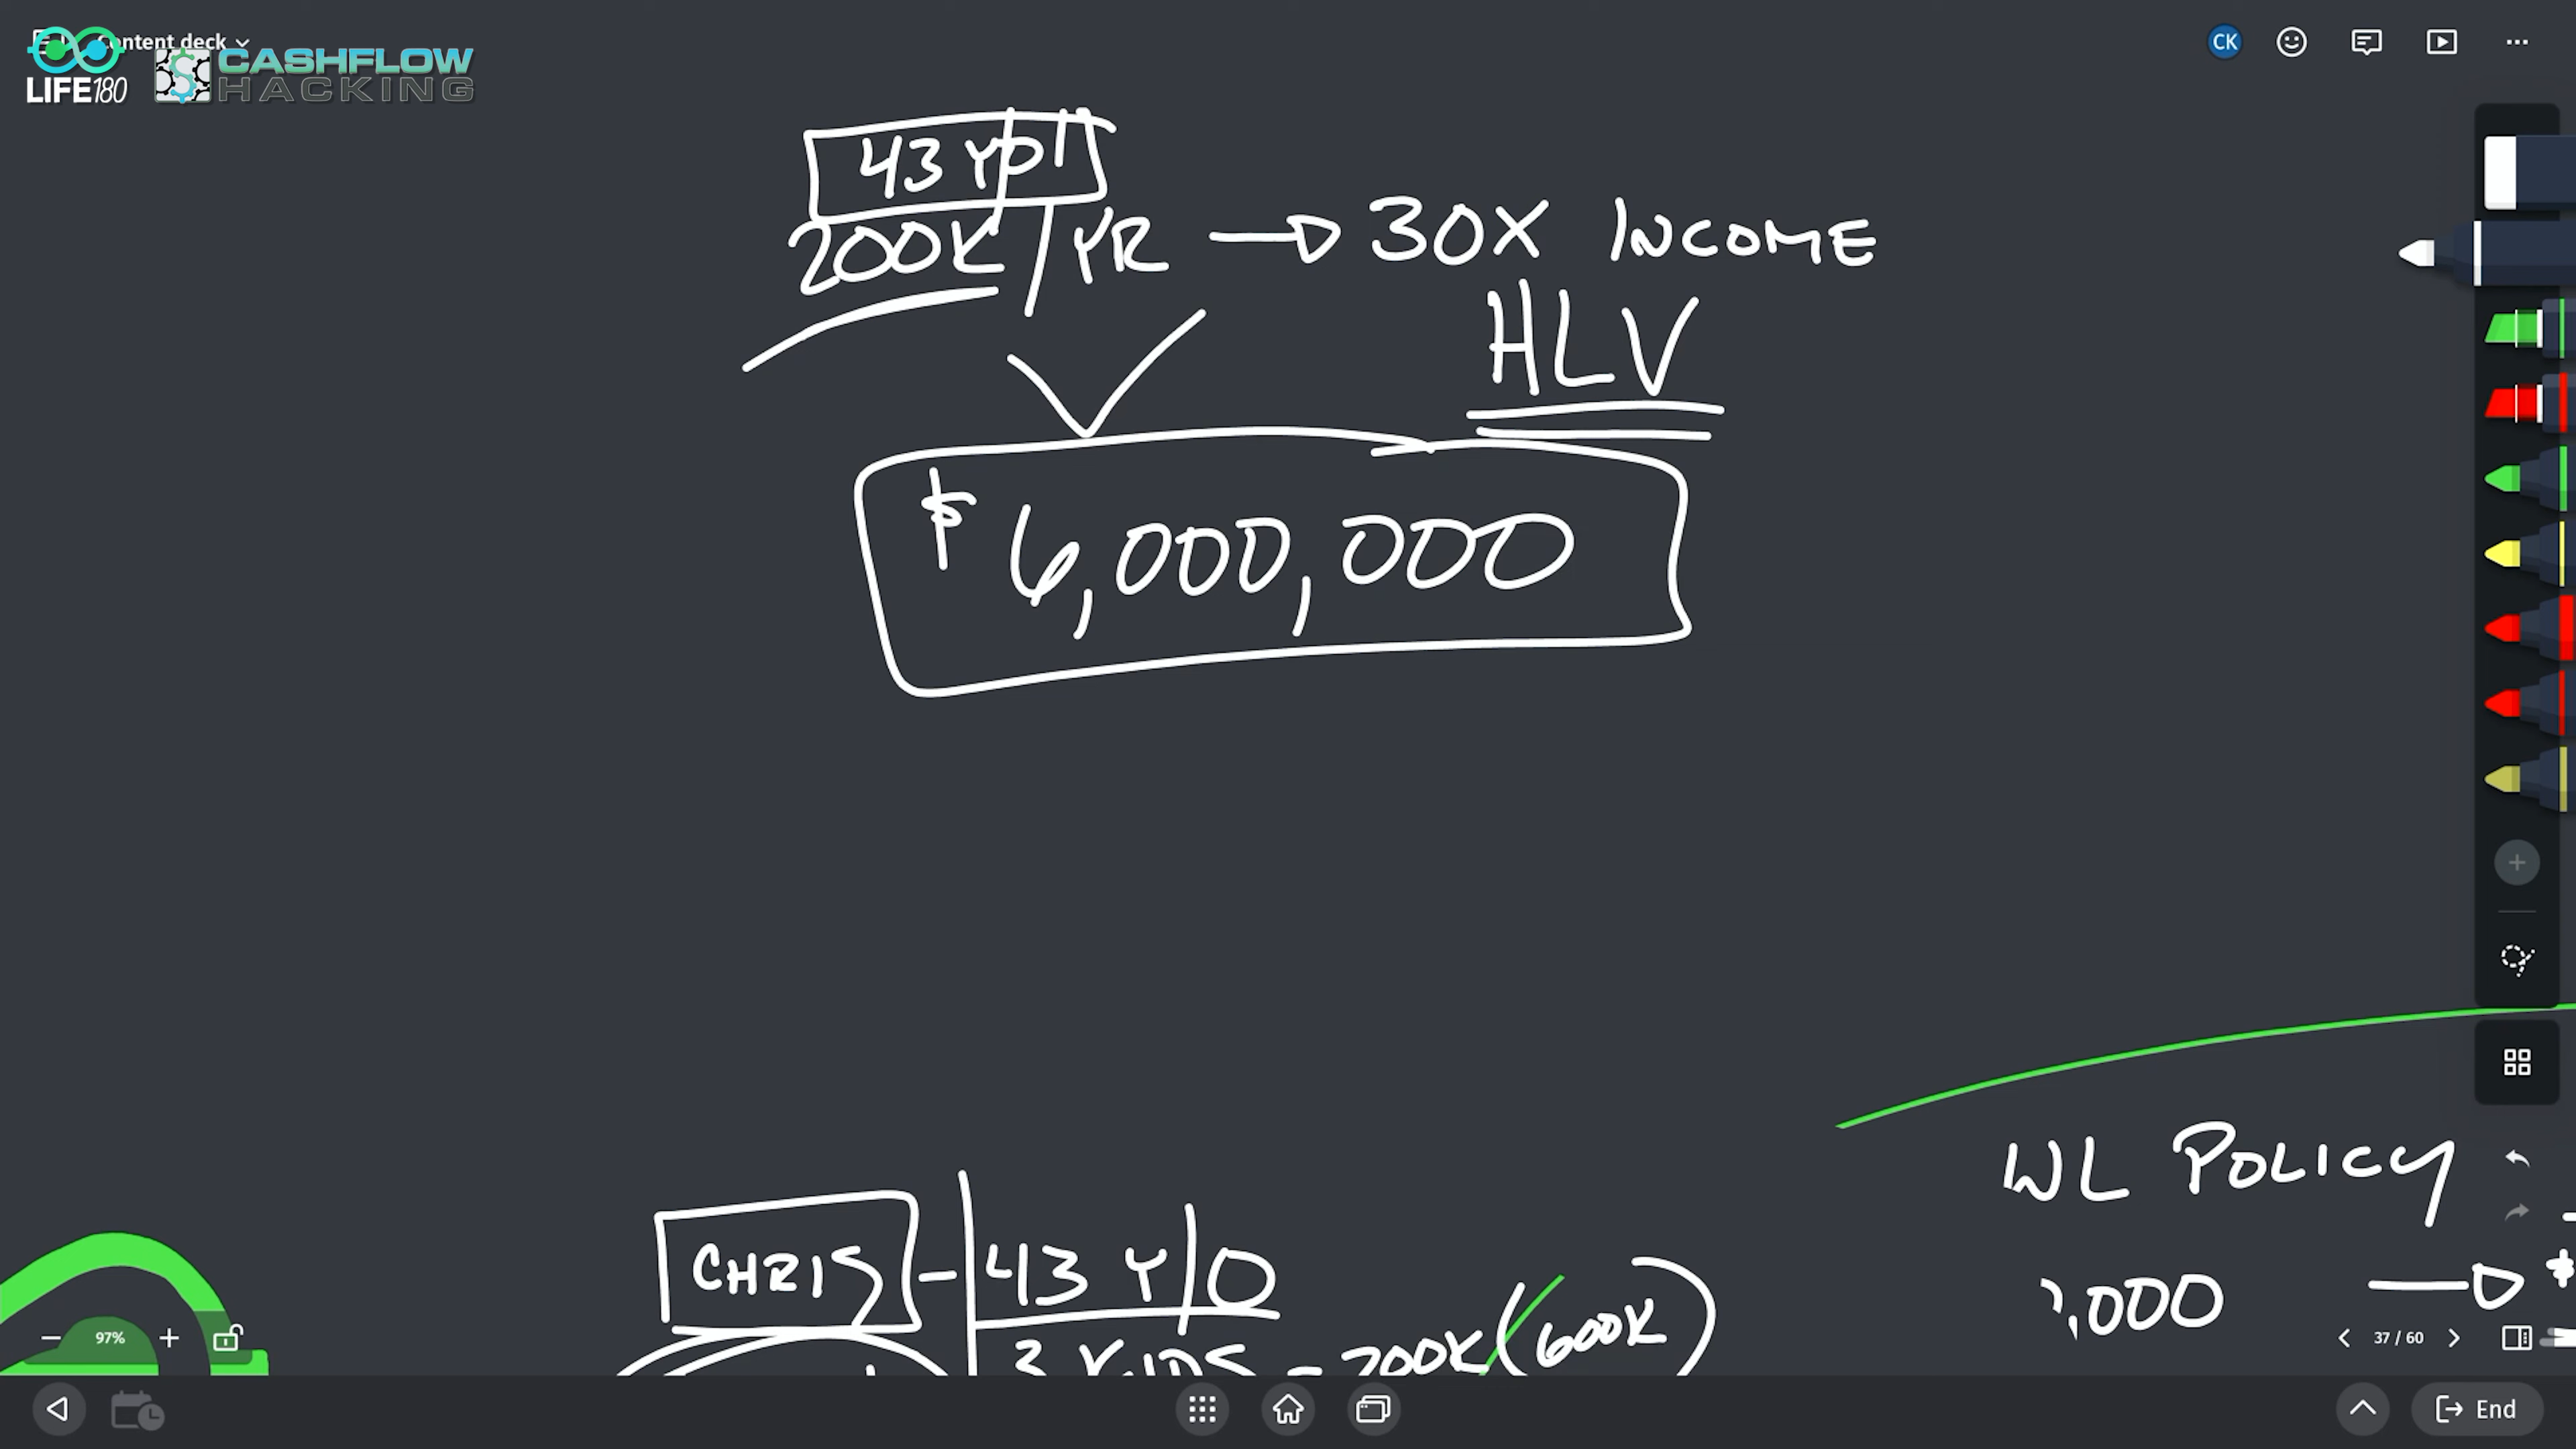 Content deck
LIFE180
CASHFLOW
HACKING
CK
43 Y/O
200K/YR → 30X INCOME
HLV
$6,000,000
WL POLICY
CHRIS - 43 Y/O
,000
3 KIDS - 200K (600K)
97%
37 / 60
End